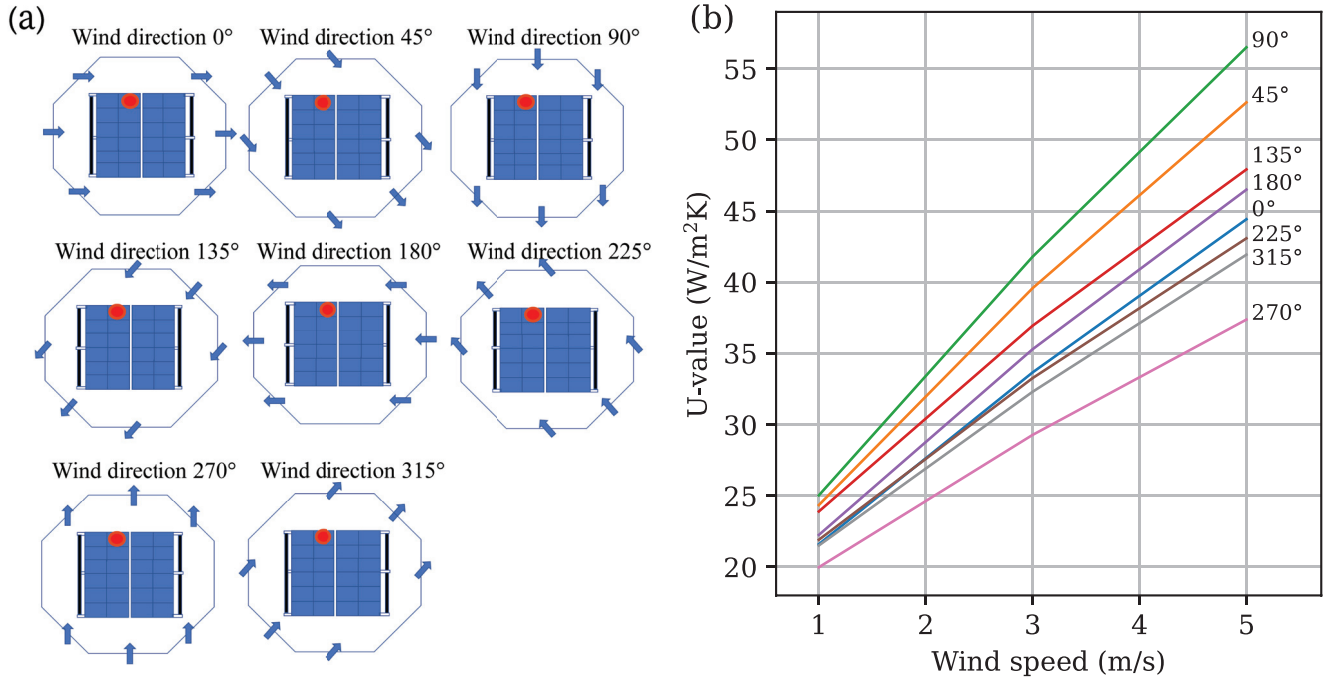 (a)
Wind direction 0°
Wind direction 45°
Wind direction 90°
Wind direction 135°
Wind direction 180°
Wind direction 225°
Wind direction 270°
Wind direction 315°
(b)
U-value (W/m²K)
55
50
45
40
35
30
25
20
90°
45°
135°
180°
0°
225°
315°
270°
1 2 3 4 5
Wind speed (m/s)